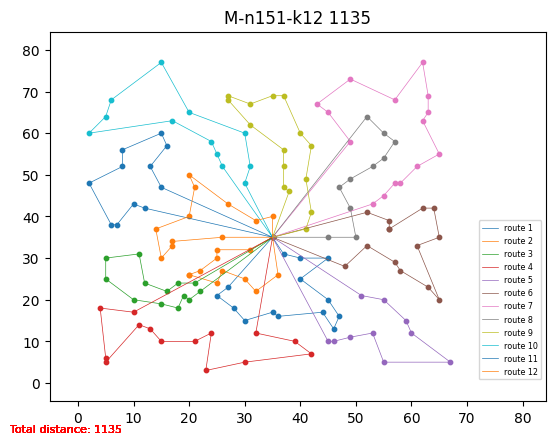 M-n151-k12 1135
80
70
60
50
40
30
20
10
0
0 10 20 30 40 50 60 70 80
route 1
route 2
route 3
route 4
route 5
route 6
route 7
route 8
route 9
route 10
route 11
route 12
Total distance: 1135